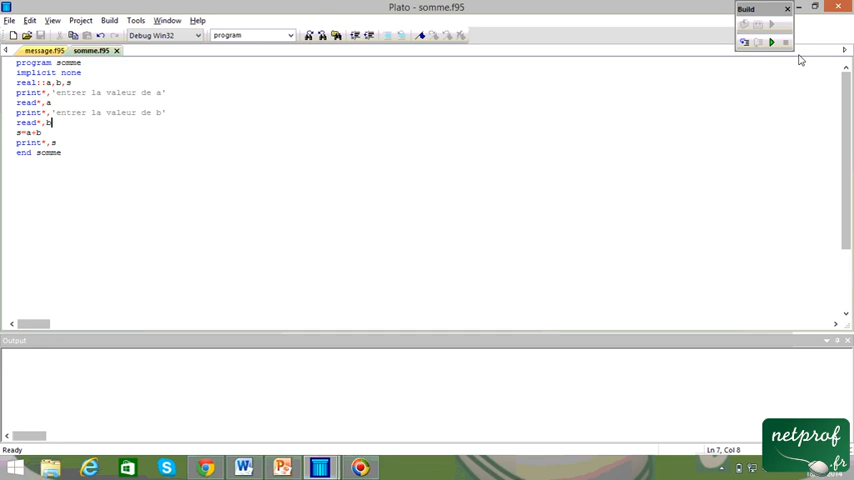 Plato - somme.f95
Build
File Edit View Project Build Tools Window Help
Debug Win32
program
message.f95 somme.f95
program somme
implicit none
real::a,b,s
print*,'entrer la valeur de a'
read*,a
print*,'entrer la valeur de b'
read*,b
s=a+b
print*,s
end somme
Output
Ready
Ln 7, Col 8
netprof
.fr